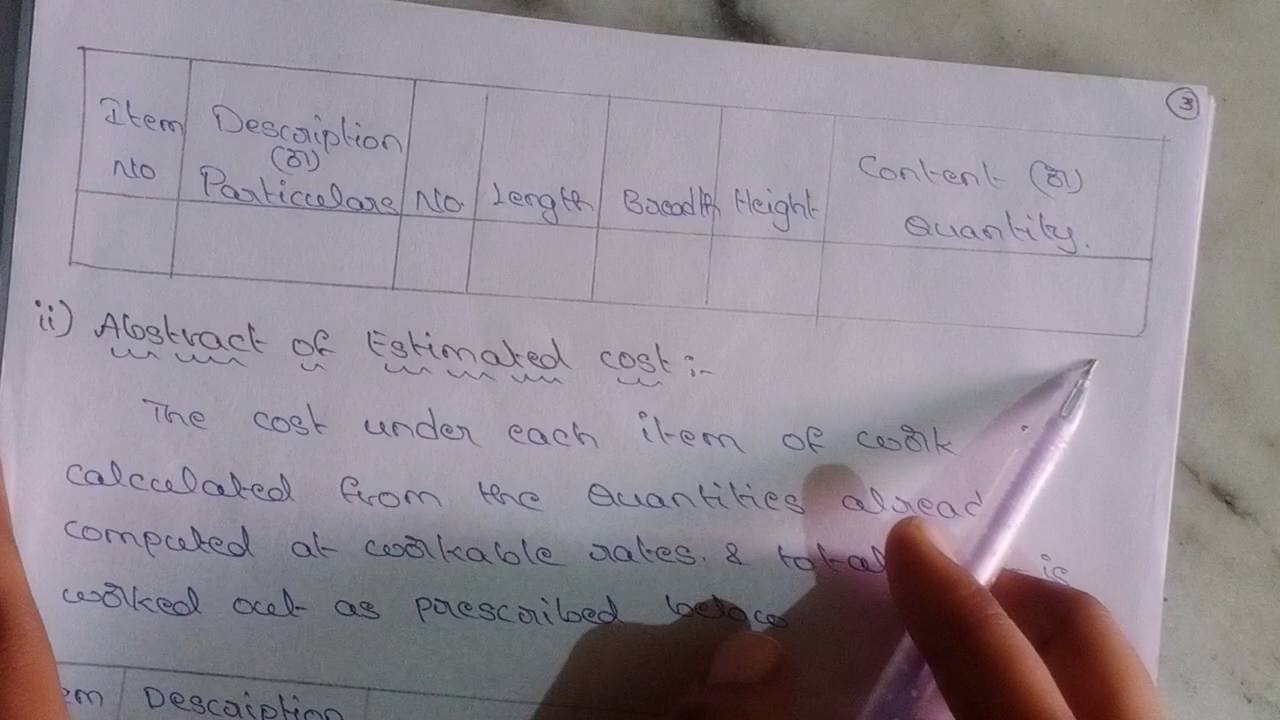 3
Item No
Description (or) Particulars
No
Length
Breadth
Height
Content (or) Quantity.
ii) Abstract of Estimated cost:-
The cost under each item of work
calculated from the Quantities
computed at workable rates. & total is
worked out as prescribed below
Description